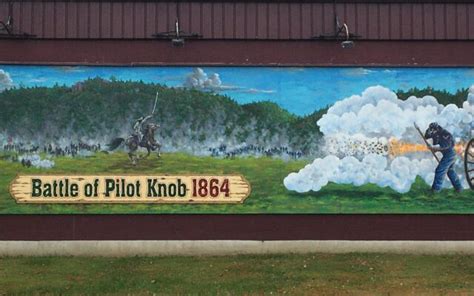 Battle of Pilot Knob 1864